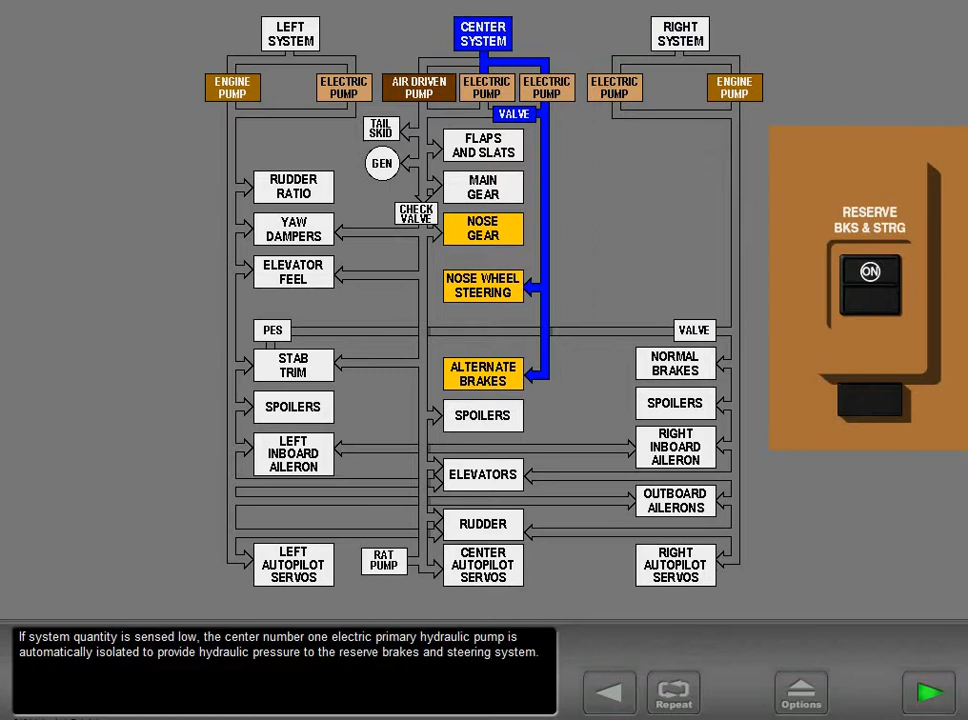 LEFT
SYSTEM
CENTER
SYSTEM
RIGHT
SYSTEM
ENGINE
PUMP
ELECTRIC
PUMP
AIR DRIVEN
PUMP
ELECTRIC
PUMP
ELECTRIC
PUMP
ELECTRIC
PUMP
ENGINE
PUMP
VALVE
TAIL
SKID
GEN
FLAPS
AND SLATS
RUDDER
RATIO
MAIN
GEAR
CHECK
VALVE
YAW
DAMPERS
NOSE
GEAR
RESERVE
BKS & STRG
ON
ELEVATOR
FEEL
NOSE WHEEL
STEERING
PES
VALVE
STAB
TRIM
ALTERNATE
BRAKES
NORMAL
BRAKES
SPOILERS
SPOILERS
SPOILERS
LEFT
INBOARD
AILERON
RIGHT
INBOARD
AILERON
ELEVATORS
OUTBOARD
AILERONS
RUDDER
LEFT
AUTOPILOT
SERVOS
RAT
PUMP
CENTER
AUTOPILOT
SERVOS
RIGHT
AUTOPILOT
SERVOS
If system quantity is sensed low, the center number one electric primary hydraulic pump is
automatically isolated to provide hydraulic pressure to the reserve brakes and steering system.
Repeat
Options